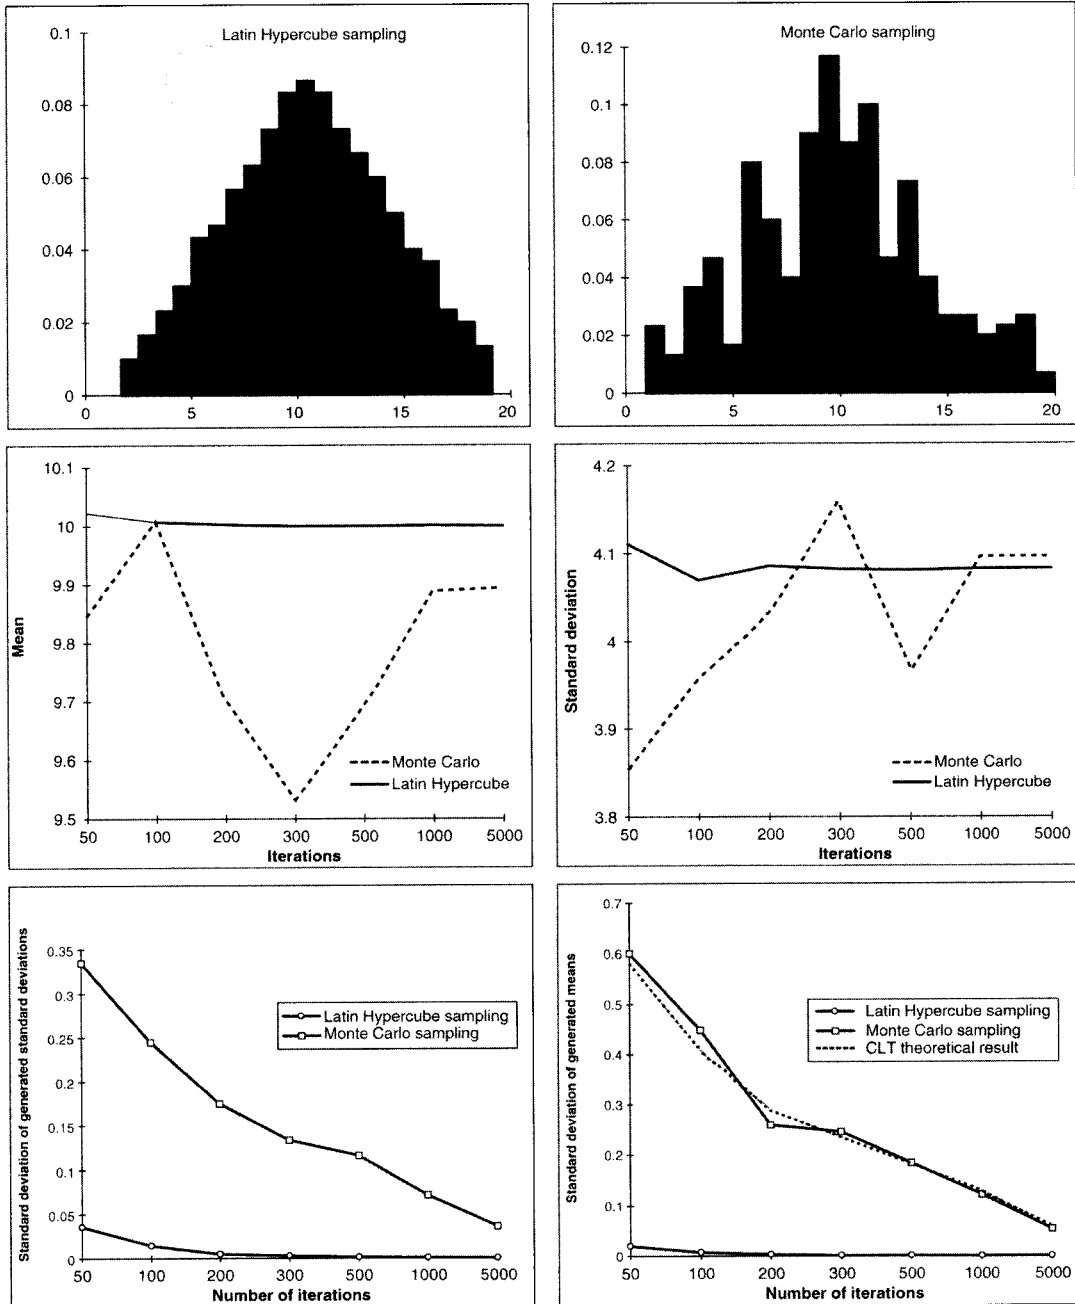 Latin Hypercube sampling
0.1
0.08
0.06
0.04
0.02
0
0 5 10 15 20
Monte Carlo sampling
0.12
0.1
0.08
0.06
0.04
0.02
0
0 5 10 15 20
Mean
10.1
10
9.9
9.8
9.7
9.6
9.5
Monte Carlo
Latin Hypercube
50 100 200 300 500 1000 5000
Iterations
Standard deviation
4.2
4.1
4
3.9
3.8
Monte Carlo
Latin Hypercube
50 100 200 300 500 1000 5000
Iterations
Standard deviation of generated standard deviations
0.35
0.3
0.25
0.2
0.15
0.1
0.05
0
Latin Hypercube sampling
Monte Carlo sampling
50 100 200 300 500 1000 5000
Number of iterations
Standard deviation of generated means
0.7
0.6
0.5
0.4
0.3
0.2
0.1
0
Latin Hypercube sampling
Monte Carlo sampling
CLT theoretical result
50 100 200 300 500 1000 5000
Number of iterations